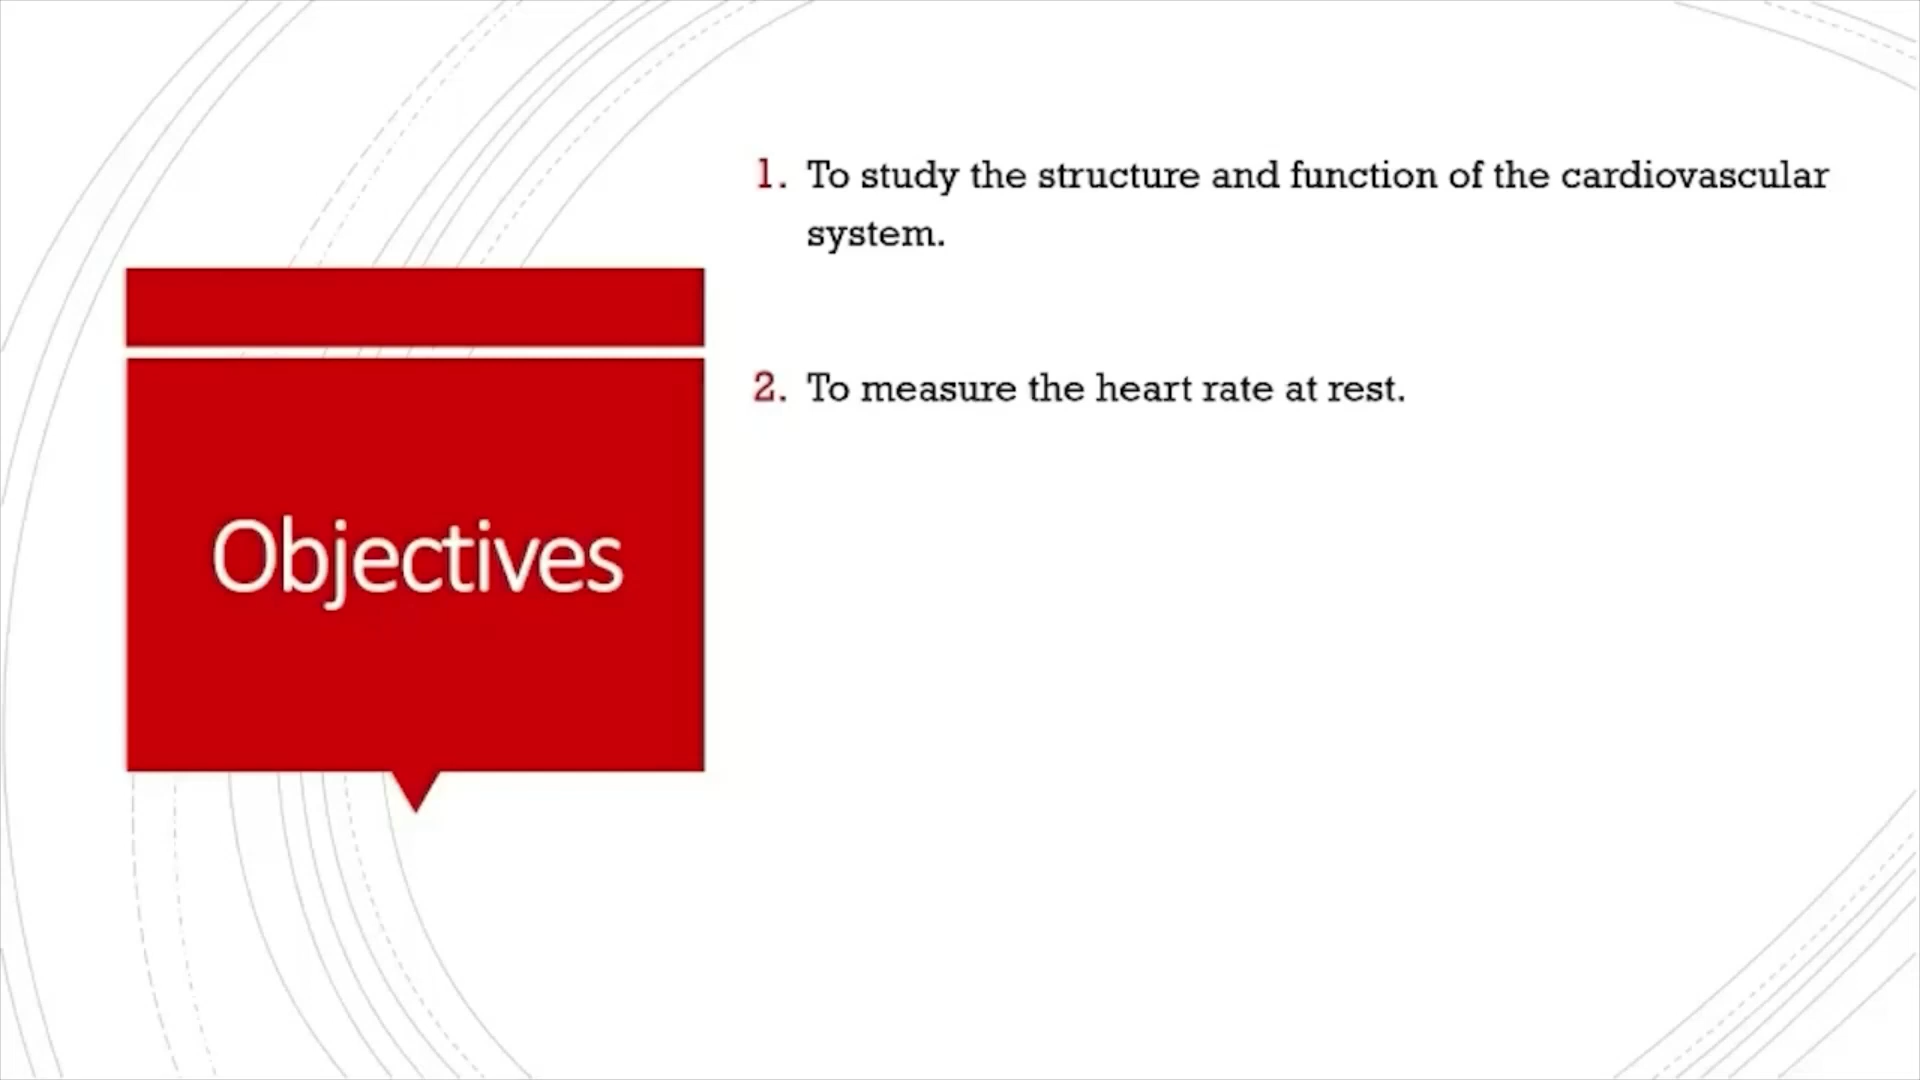 Objectives
1. To study the structure and function of the cardiovascular
system.
2. To measure the heart rate at rest.